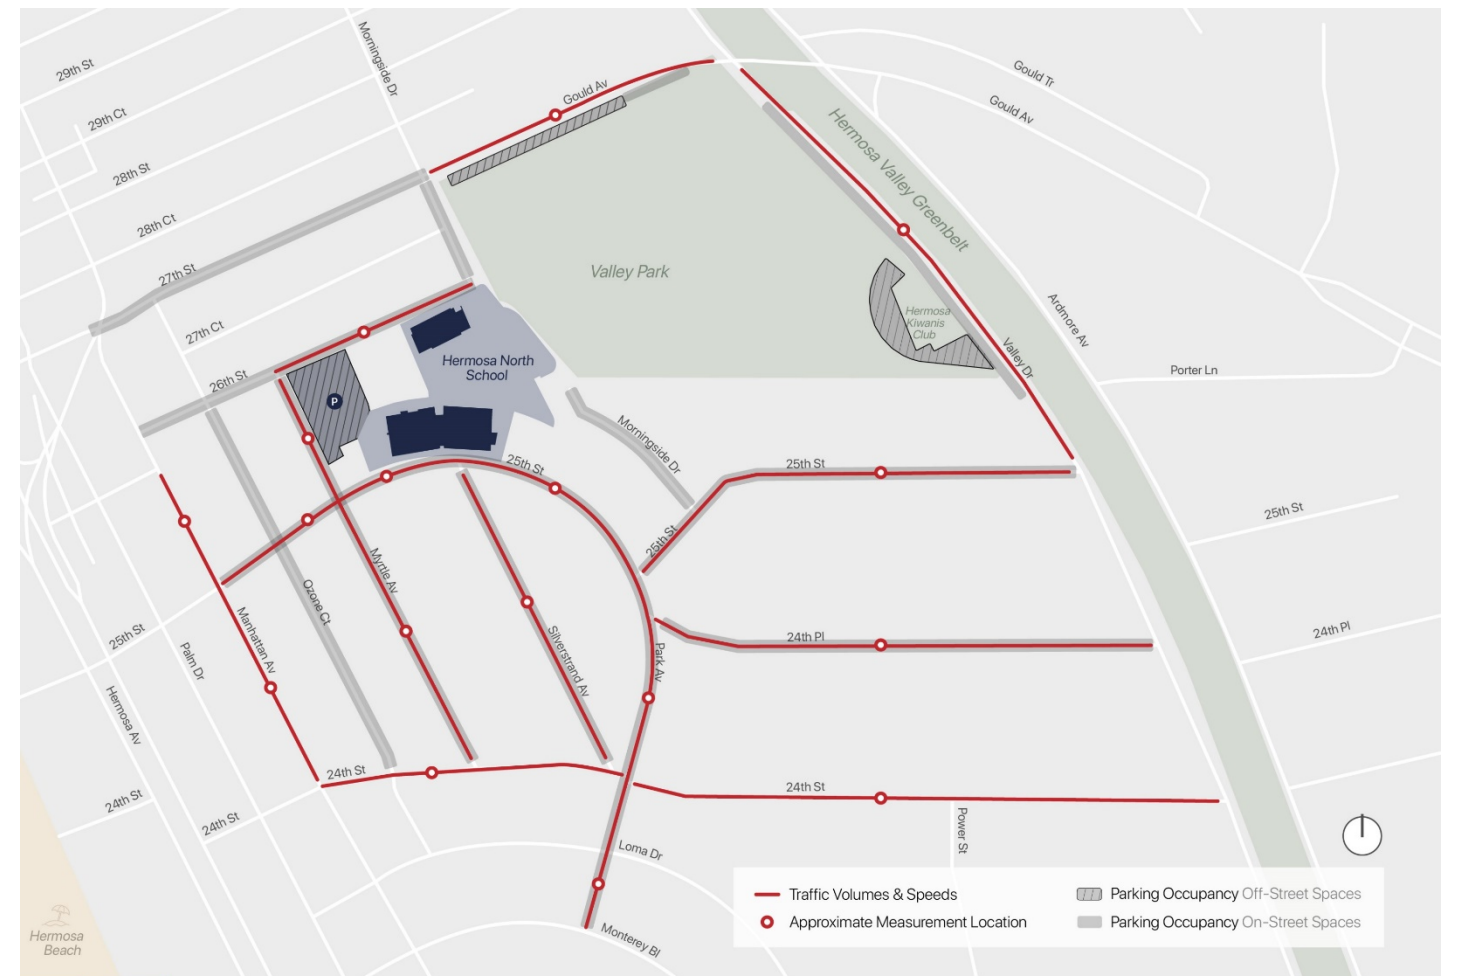 29th St
Morningside Dr
29th Ct
28th St
28th Ct
27th St
27th Ct
26th St
Gould Av
Gould Tr
Gould Av
Hermosa Valley Greenbelt
Valley Park
Hermosa
Kiwanis
Club
Valley Dr
Ardmore Av
Porter Ln
Hermosa North
School
P
Morningside Dr
25th St
25th St
25th St
25th St
25th St
24th Pl
24th Pl
Myrtle Av
Ozone Ct
Silverstrand Av
Park Av
Manhattan Av
Palm Dr
Hermosa Av
24th St
24th St
24th St
24th St
Power St
Loma Dr
Monterey Bl
Hermosa
Beach
Traffic Volumes & Speeds
Approximate Measurement Location
Parking Occupancy Off-Street Spaces
Parking Occupancy On-Street Spaces